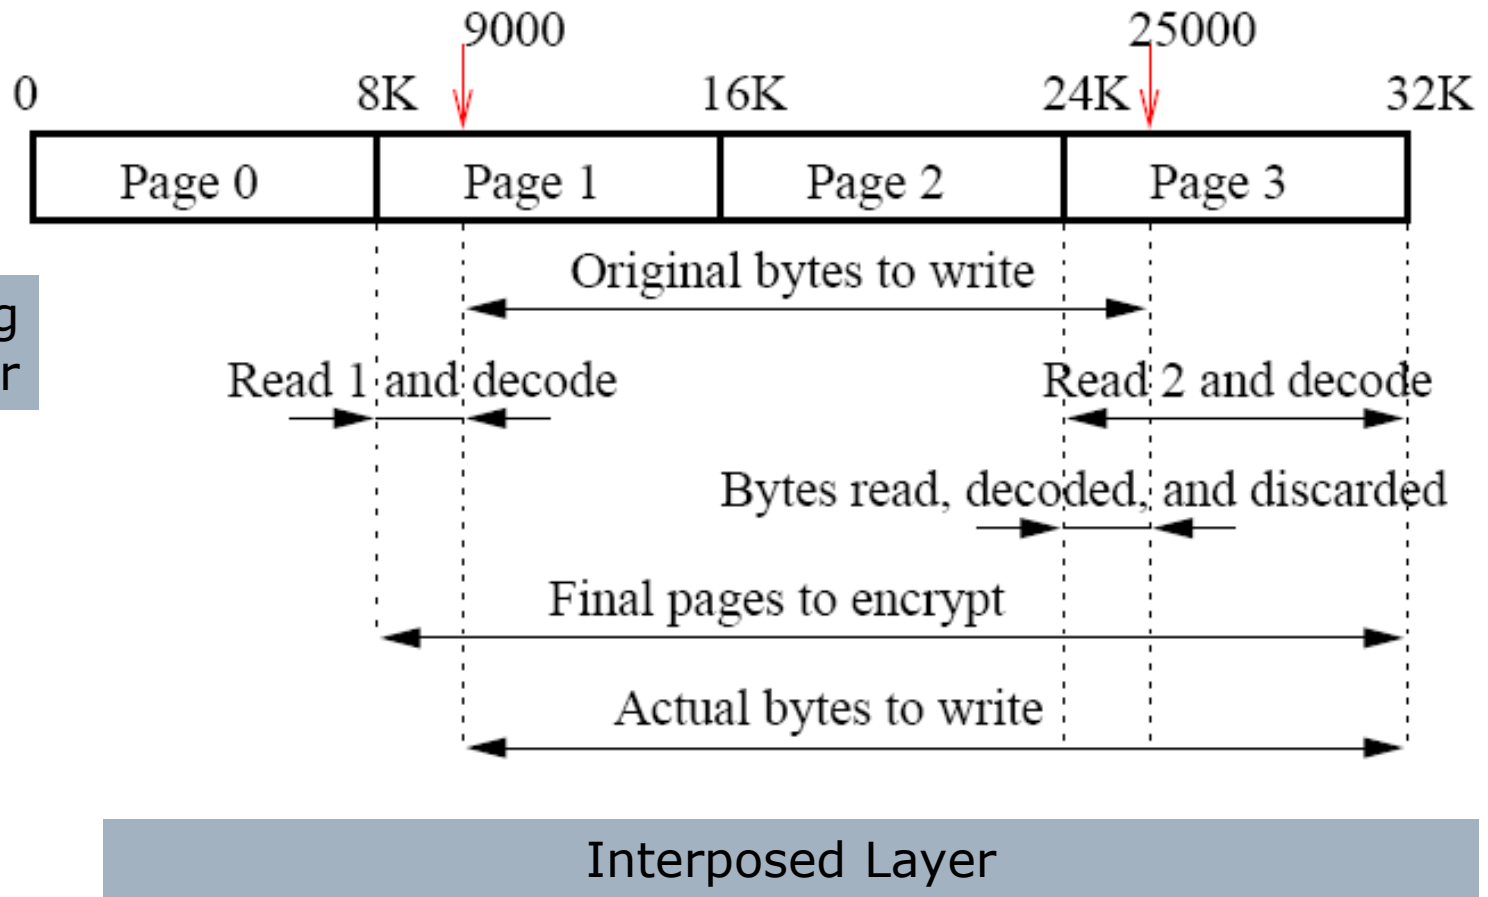 9000 25000
0 8K 16K 24K 32K
Page 0 Page 1 Page 2 Page 3
Original bytes to write
Read 1 and decode Read 2 and decode
Bytes read, decoded, and discarded
Final pages to encrypt
Actual bytes to write
Interposed Layer